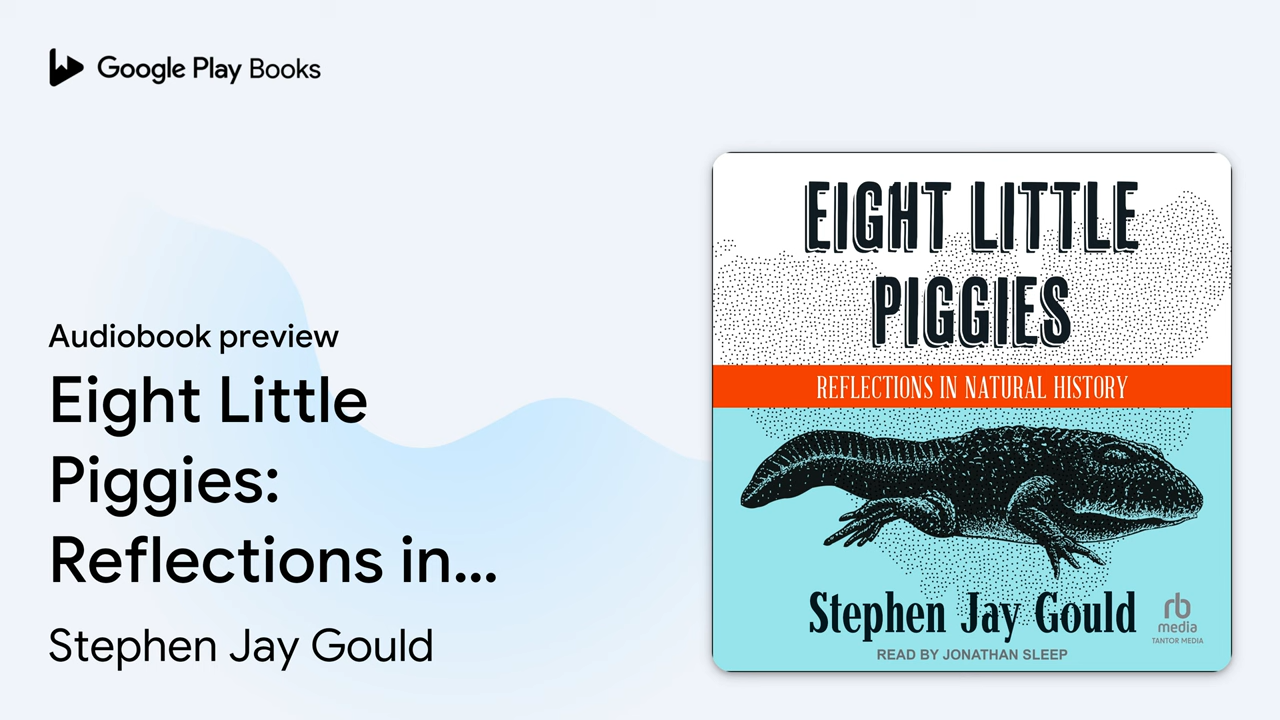 Google Play Books
Audiobook preview
Eight Little
Piggies:
Reflections in...
Stephen Jay Gould
EIGHT LITTLE
PIGGIES
REFLECTIONS IN NATURAL HISTORY
Stephen Jay Gould
rb
media
TANTOR MEDIA
READ BY JONATHAN SLEEP